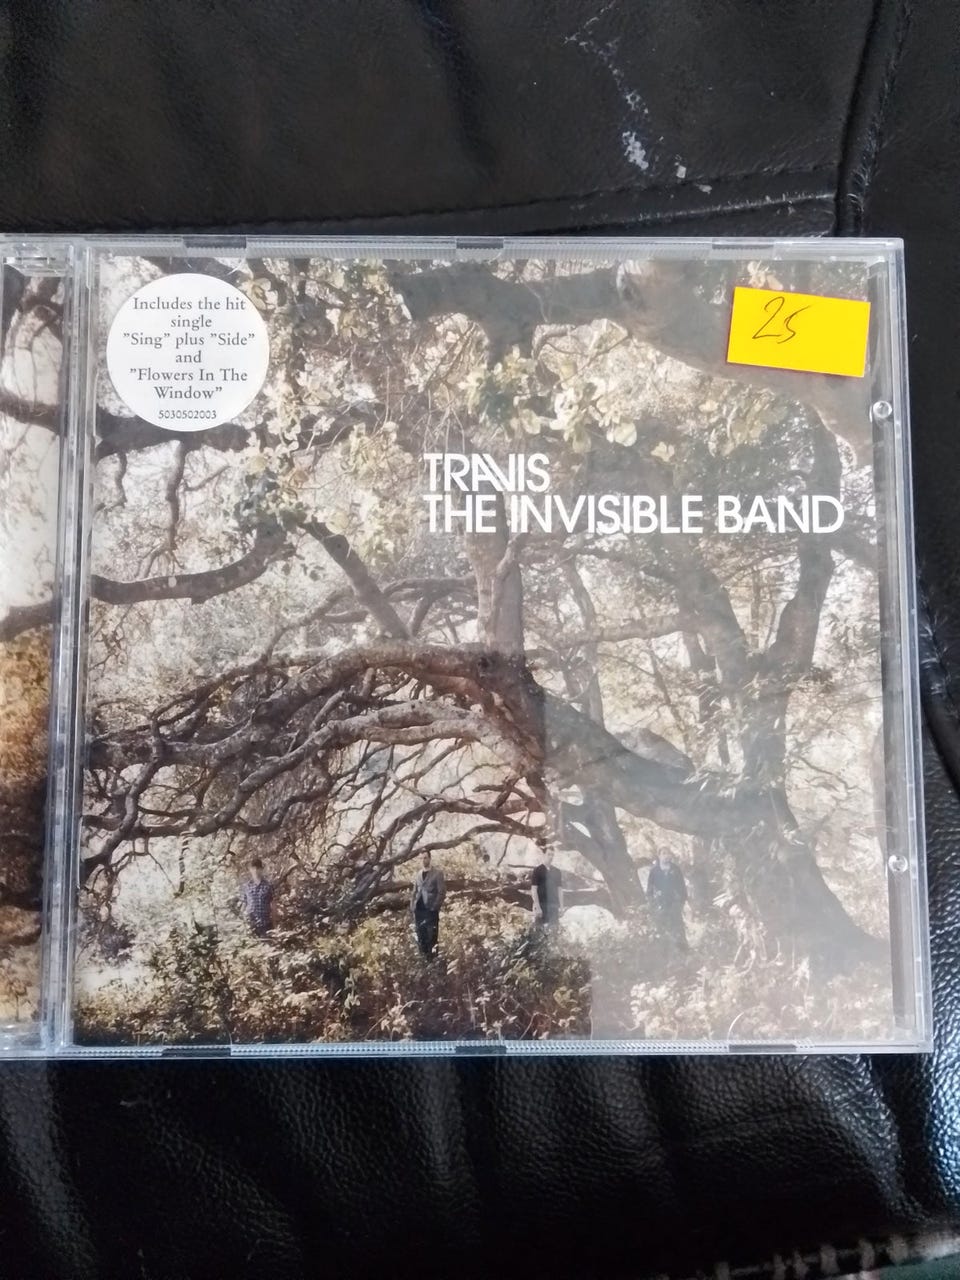 Includes the hit
single
"Sing" plus "Side"
and
"Flowers In The
Window"
5030502003
25
TRAVIS
THE INVISIBLE BAND